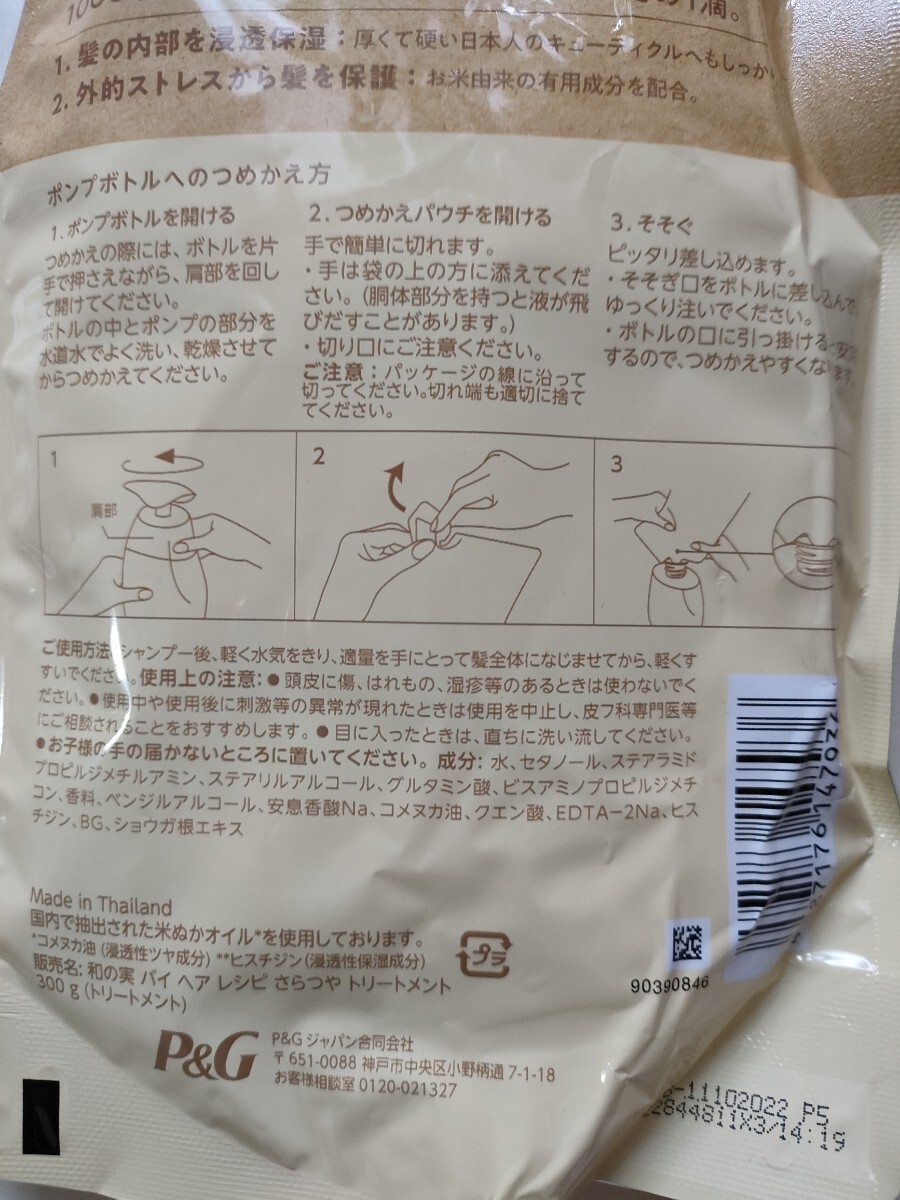 1. 髪の内部を浸透保湿：厚くて硬い日本人のキューティクルへもしっか
2. 外的ストレスから髪を保護：お米由来の有用成分を配合。
ポンプボトルへのつめかえ方
1. ポンプボトルを開ける
つめかえの際には、ボトルを片
手で押さえながら、肩部を回し
て開けてください。
ボトルの中とポンプの部分を
水道水でよく洗い、乾燥させて
からつめかえてください。
2. つめかえパウチを開ける
手で簡単に切れます。
・手は袋の上の方に添えてくだ
さい。（胴体部分を持つと液が飛
びだすことがあります。）
・切り口にご注意ください。
ご注意：パッケージの線に沿って
切ってください。切れ端も適切に捨て
てください。
3. そそぐ
ピッタリ差し込めます。
・そそぎ口をボトルに差し込んで、
ゆっくり注いでください。
・ボトルの口に引っ掛けると安定
するので、つめかえやすくなります。
1
肩部
2
3
ご使用方法:シャンプー後、軽く水気をきり、適量を手にとって髪全体になじませてから、軽くす
すいでください。使用上の注意:●頭皮に傷、はれもの、湿疹等のあるときは使わないでく
ださい。●使用中や使用後に刺激等の異常が現れたときは使用を中止し、皮フ科専門医等
にご相談されることをおすすめします。●目に入ったときは、直ちに洗い流してください。
●お子様の手の届かないところに置いてください。成分: 水、セタノール、ステアラミド
プロピルジメチルアミン、ステアリルアルコール、グルタミン酸、ビスアミノプロピルジメチ
コン、香料、ベンジルアルコール、安息香酸Na、コメヌカ油、クエン酸、EDTA−2Na、ヒス
チジン、BG、ショウガ根エキス
Made in Thailand
国内で抽出された米ぬかオイル*を使用しております。
*コメヌカ油（浸透性ツヤ成分）**ヒスチジン（浸透性保湿成分）
販売名: 和の実 バイ ヘア レシピ さらつや トリートメント
300 g（トリートメント）
プラ
90390846
P&G
P&G ジャパン合同会社
〒651-0088 神戸市中央区小野柄通 7-1-18
お客様相談室 0120-021327
-11102022 P5
2844811X3/14:19